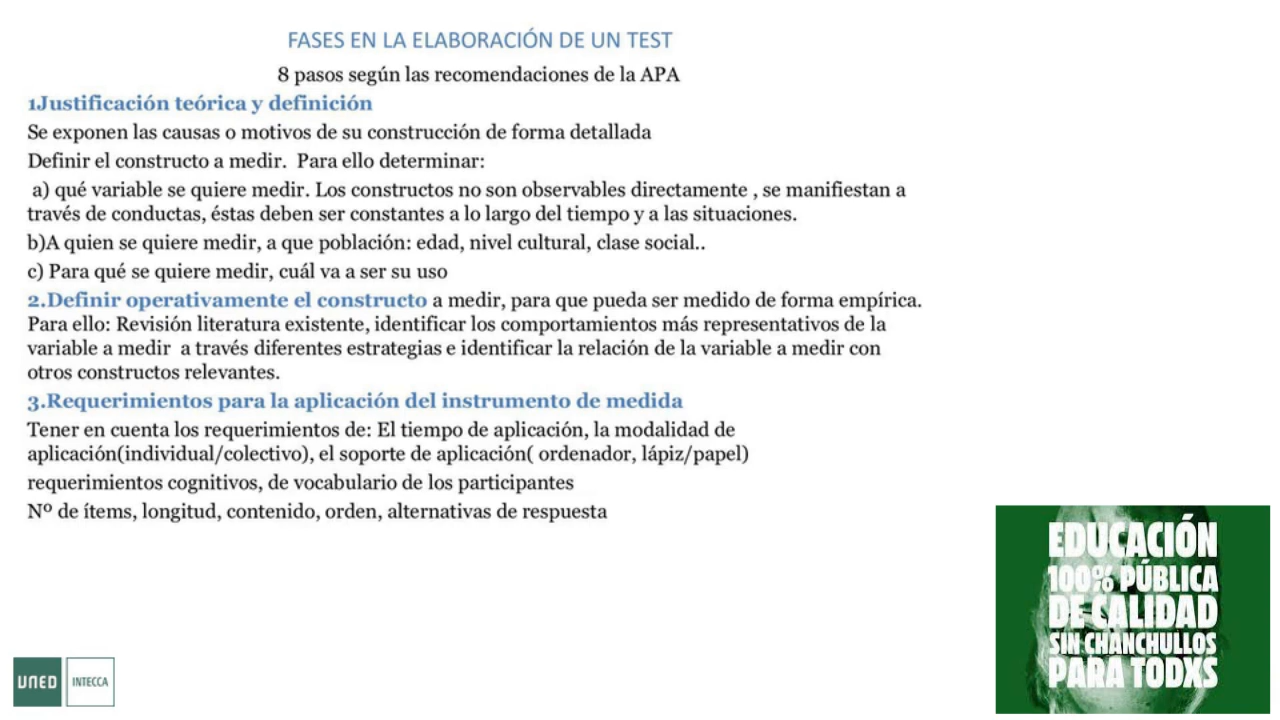 FASES EN LA ELABORACIÓN DE UN TEST
8 pasos según las recomendaciones de la APA
1Justificación teórica y definición
Se exponen las causas o motivos de su construcción de forma detallada
Definir el constructo a medir. Para ello determinar:
a) qué variable se quiere medir. Los constructos no son observables directamente , se manifiestan a
través de conductas, éstas deben ser constantes a lo largo del tiempo y a las situaciones.
b)A quien se quiere medir, a que población: edad, nivel cultural, clase social..
c) Para qué se quiere medir, cuál va a ser su uso
2.Definir operativamente el constructo a medir, para que pueda ser medido de forma empírica.
Para ello: Revisión literatura existente, identificar los comportamientos más representativos de la
variable a medir a través diferentes estrategias e identificar la relación de la variable a medir con
otros constructos relevantes.
3.Requerimientos para la aplicación del instrumento de medida
Tener en cuenta los requerimientos de: El tiempo de aplicación, la modalidad de
aplicación(individual/colectivo), el soporte de aplicación( ordenador, lápiz/papel)
requerimientos cognitivos, de vocabulario de los participantes
Nº de ítems, longitud, contenido, orden, alternativas de respuesta
EDUCACIÓN
100% PÚBLICA
DE CALIDAD
SIN CHANCHULLOS
PARA TODXS
UNED INTECCA